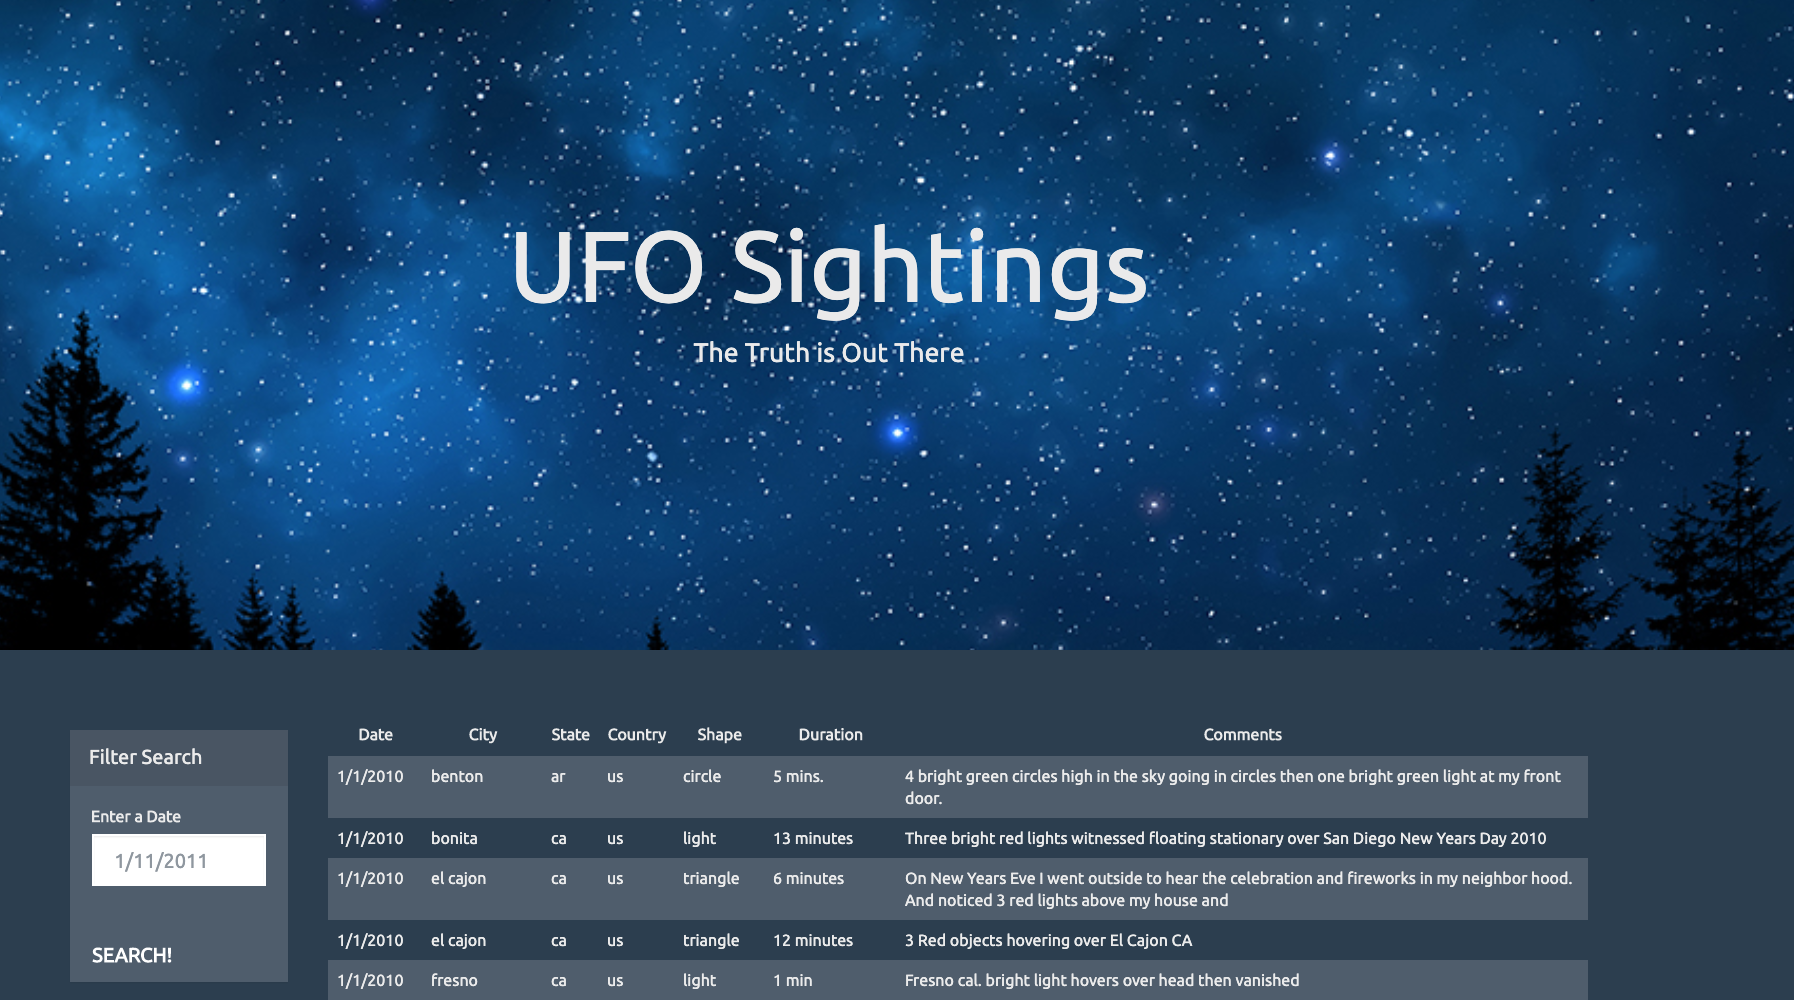 UFO Sightings
The Truth is Out There
Filter Search
Enter a Date
1/11/2011
SEARCH!
Date City State Country Shape Duration Comments
1/1/2010 benton ar us circle 5 mins. 4 bright green circles high in the sky going in circles then one bright green light at my front
door.
1/1/2010 bonita ca us light 13 minutes Three bright red lights witnessed floating stationary over San Diego New Years Day 2010
1/1/2010 el cajon ca us triangle 6 minutes On New Years Eve I went outside to hear the celebration and fireworks in my neighbor hood.
And noticed 3 red lights above my house and
1/1/2010 el cajon ca us triangle 12 minutes 3 Red objects hovering over El Cajon CA
1/1/2010 fresno ca us light 1 min Fresno cal. bright light hovers over head then vanished